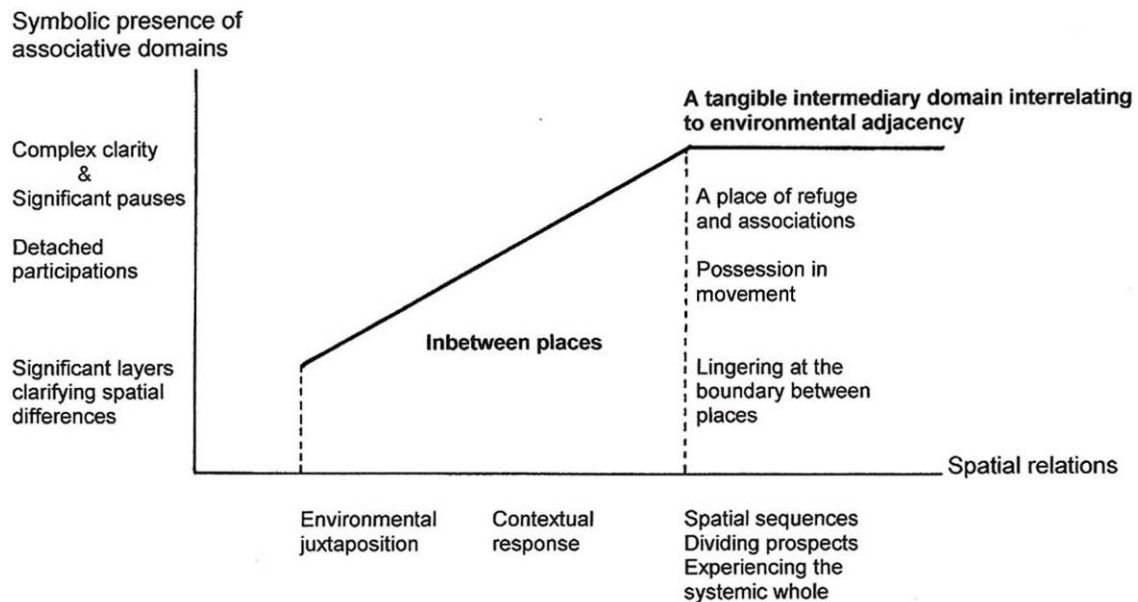 Symbolic presence of
associative domains
A tangible intermediary domain interrelating
to environmental adjacency
Complex clarity
&
Significant pauses
Detached
participations
Significant layers
clarifying spatial
differences
Inbetween places
A place of refuge
and associations
Possession in
movement
Lingering at the
boundary between
places
Spatial relations
Environmental
juxtaposition
Contextual
response
Spatial sequences
Dividing prospects
Experiencing the
systemic whole